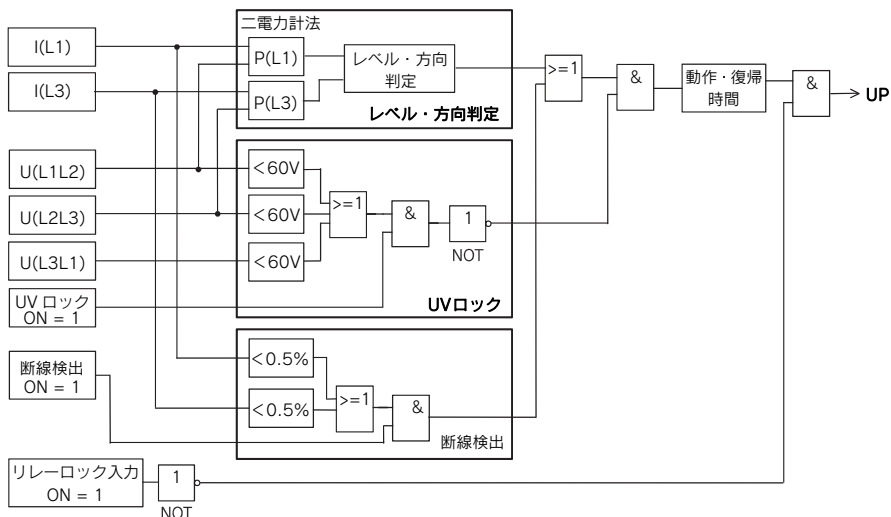 二電力計法
I(L1)
P(L1)
レベル・方向
判定
>=1
&
動作・復帰
時間
&
UP
I(L3)
P(L3)
レベル・方向判定
U(L1L2)
<60V
U(L2L3)
<60V
>=1
&
1
NOT
U(L3L1)
<60V
UV ロック
ON = 1
UVロック
断線検出
ON = 1
<0.5%
<0.5%
>=1
&
断線検出
リレーロック入力
ON = 1
1
NOT